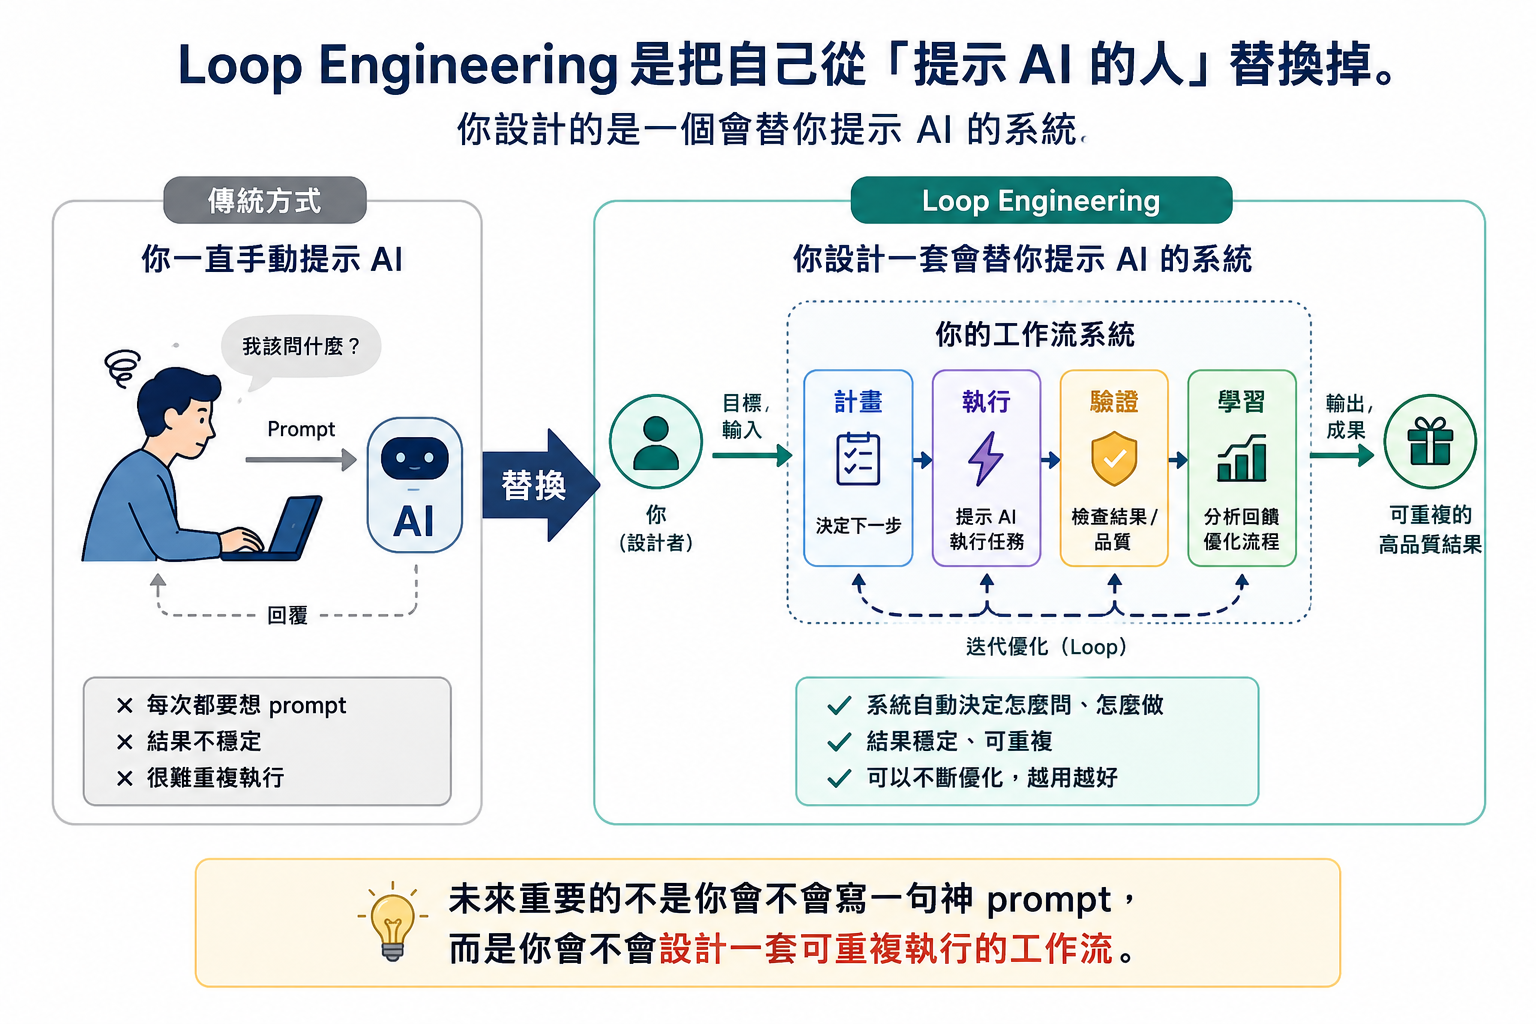 Loop Engineering 是把自己從「提示 AI 的人」替換掉。
你設計的是一個會替你提示 AI 的系統。
傳統方式
你一直手動提示 AI
我該問什麼？
Prompt
AI
回覆
✕ 每次都要想 prompt
✕ 結果不穩定
✕ 很難重複執行
替換
Loop Engineering
你設計一套會替你提示 AI 的系統
你
（設計者）
目標，
輸入
你的工作流系統
計畫
決定下一步
執行
提示 AI
執行任務
驗證
檢查結果/
品質
學習
分析回饋
優化流程
迭代優化（Loop）
輸出，
成果
可重複的
高品質結果
✓ 系統自動決定怎麼問、怎麼做
✓ 結果穩定、可重複
✓ 可以不斷優化，越用越好
未來重要的不是你會不會寫一句神 prompt，
而是你會不會設計一套可重複執行的工作流。